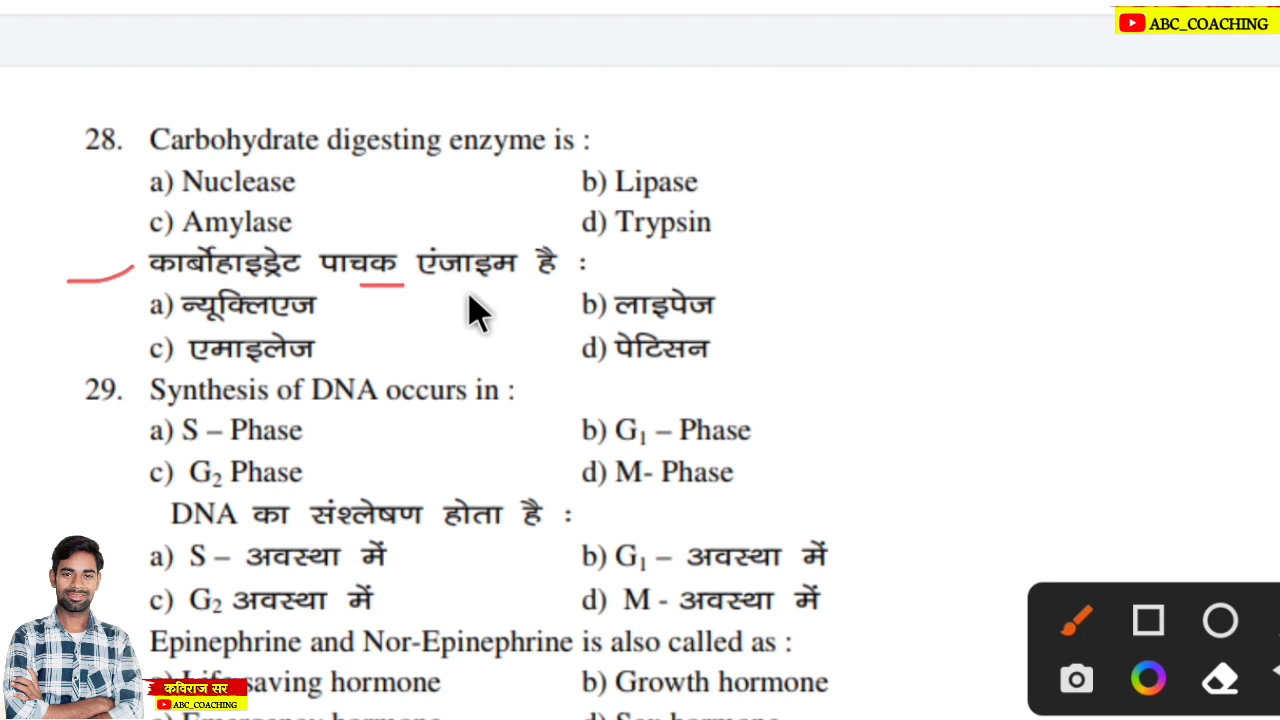 ABC_COACHING
28. Carbohydrate digesting enzyme is :
a) Nuclease b) Lipase
c) Amylase d) Trypsin
कार्बोहाइड्रेट पाचक एंजाइम है :
a) न्यूक्लिएज b) लाइपेज
c) एमाइलेज d) पेटिसन
29. Synthesis of DNA occurs in :
a) S – Phase b) G₁ – Phase
c) G₂ Phase d) M- Phase
DNA का संश्लेषण होता है :
a) S – अवस्था में b) G₁ – अवस्था में
c) G₂ अवस्था में d) M - अवस्था में
Epinephrine and Nor-Epinephrine is also called as :
saving hormone b) Growth hormone
कविराज सर
ABC_COACHING